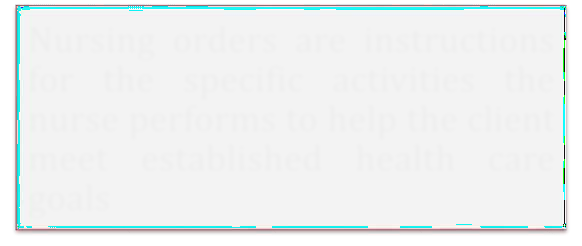 Nursing orders are instructions
for the specific activities the
nurse performs to help the client
meet established health care
goals